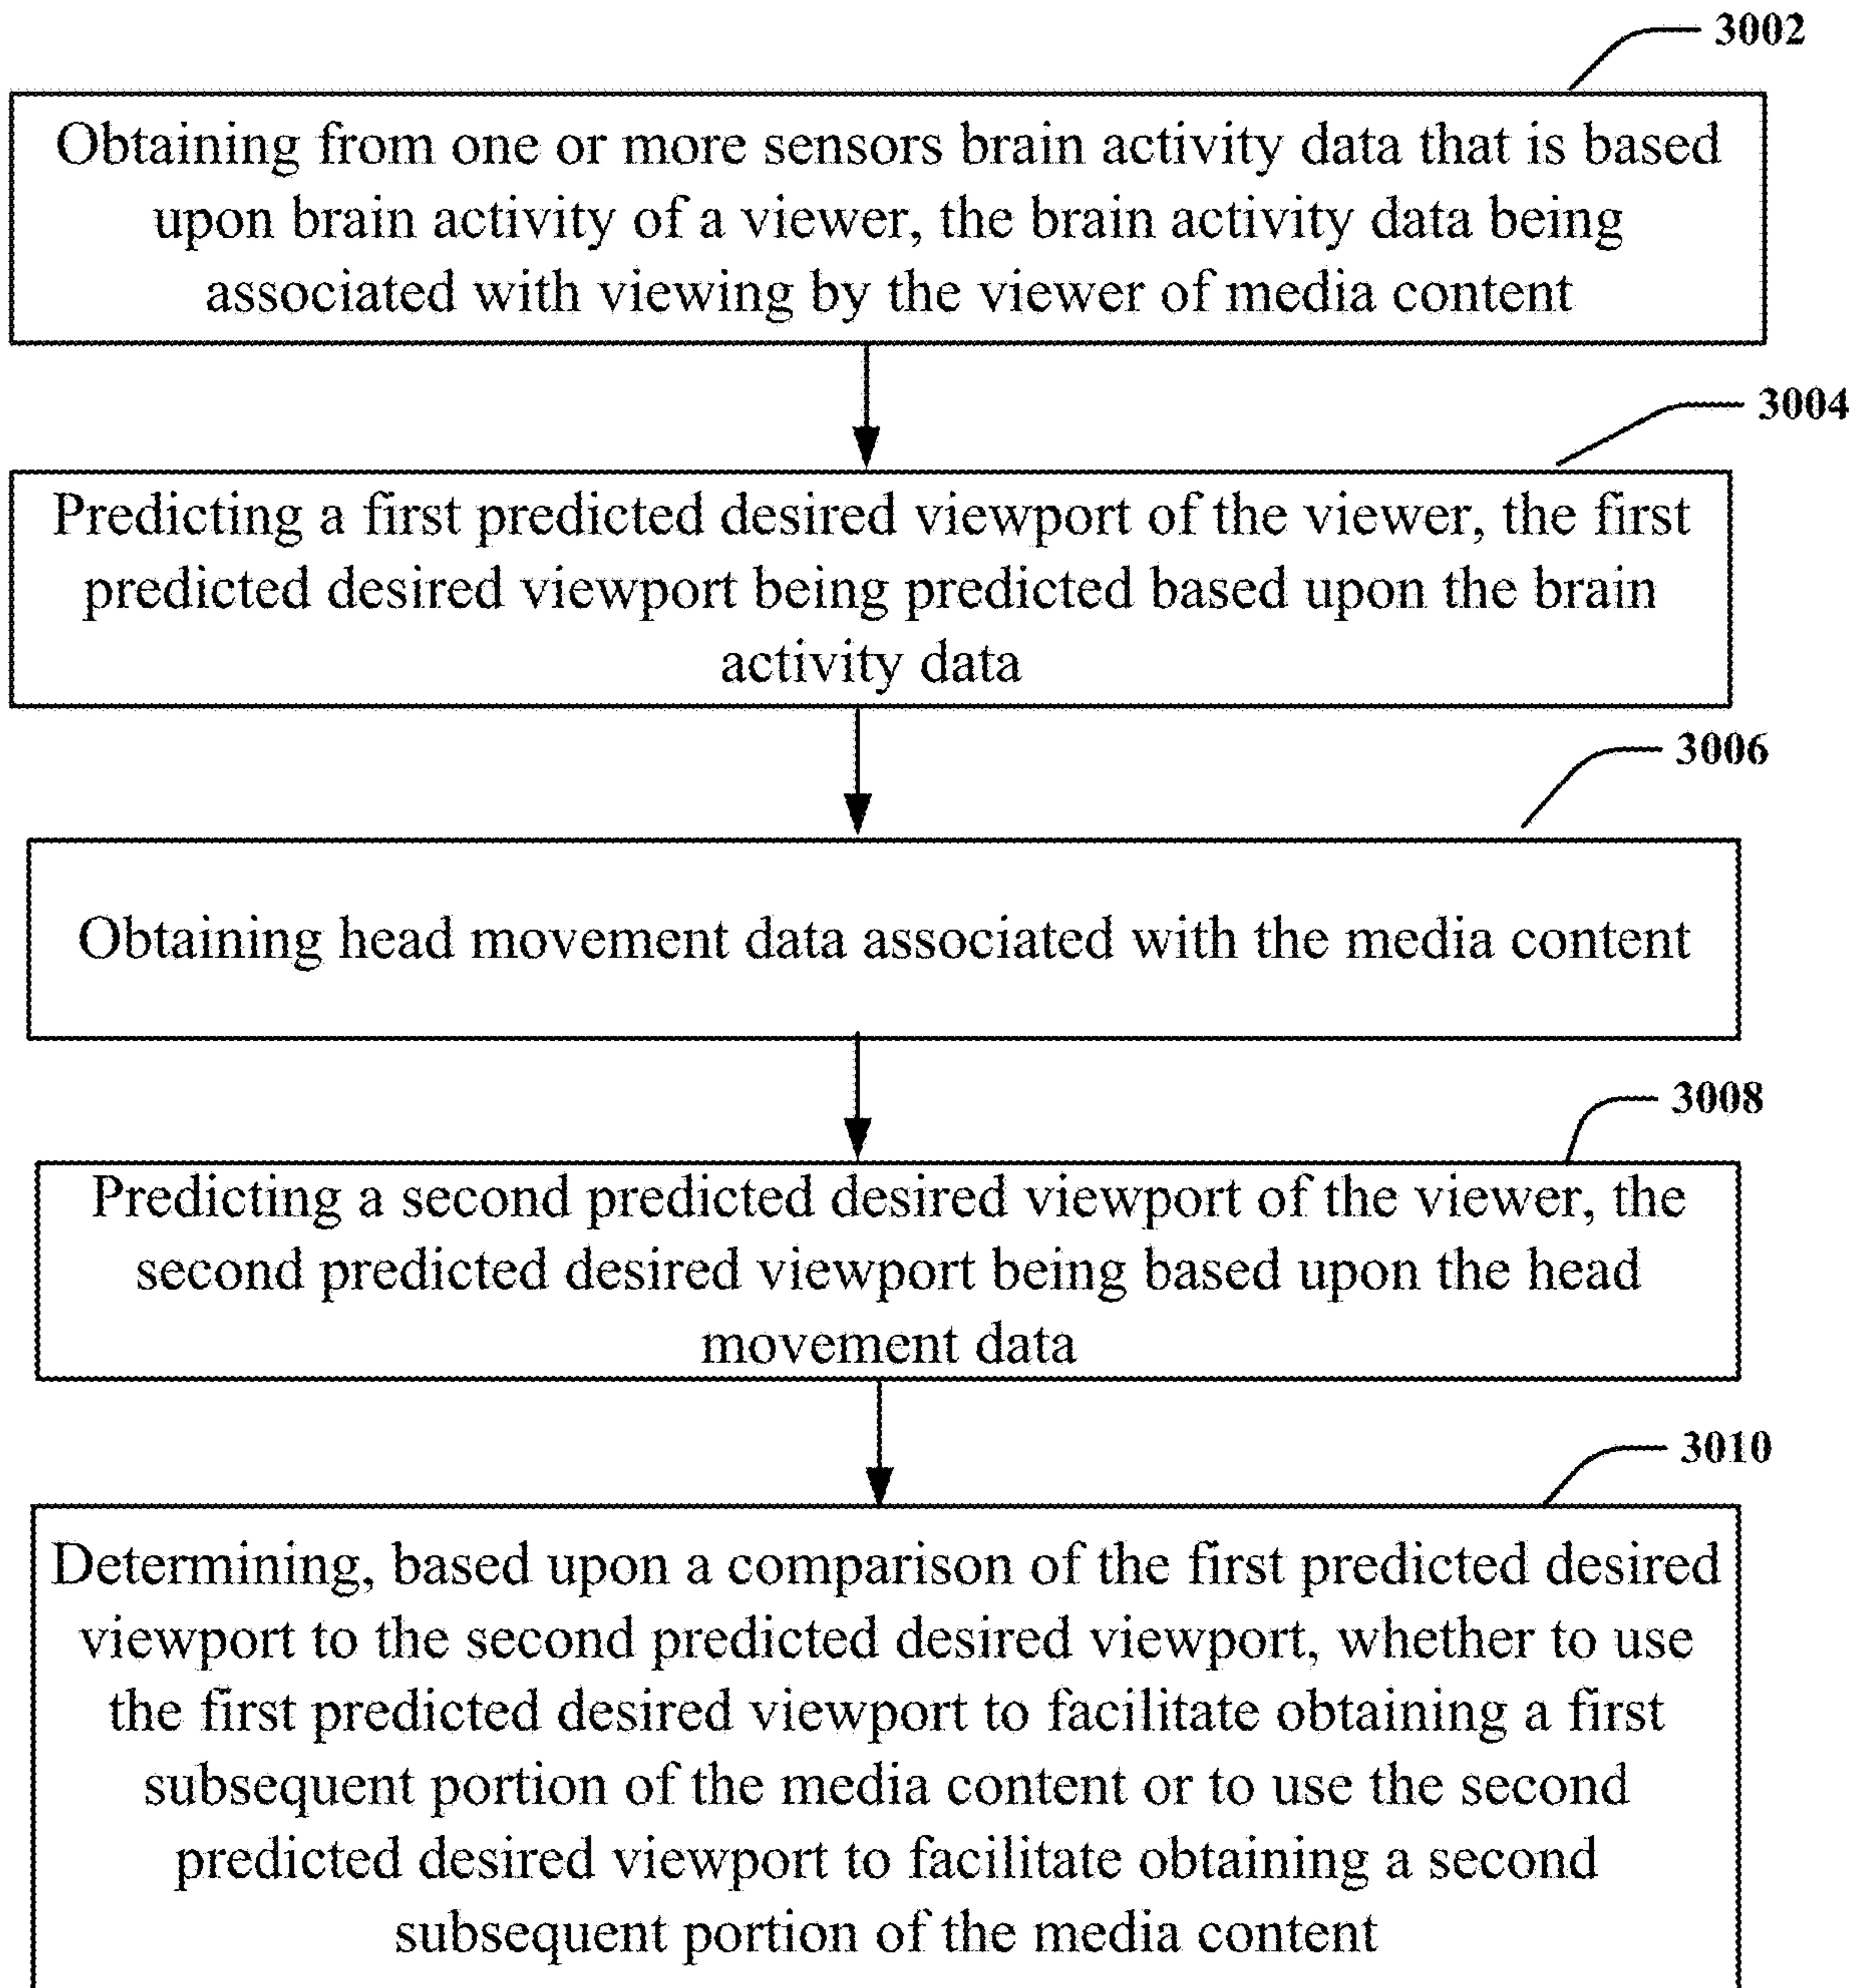 3002
Obtaining from one or more sensors brain activity data that is based
upon brain activity of a viewer, the brain activity data being
associated with viewing by the viewer of media content
3004
Predicting a first predicted desired viewport of the viewer, the first
predicted desired viewport being predicted based upon the brain
activity data
3006
Obtaining head movement data associated with the media content
3008
Predicting a second predicted desired viewport of the viewer, the
second predicted desired viewport being based upon the head
movement data
3010
Determining, based upon a comparison of the first predicted desired
viewport to the second predicted desired viewport, whether to use
the first predicted desired viewport to facilitate obtaining a first
subsequent portion of the media content or to use the second
predicted desired viewport to facilitate obtaining a second
subsequent portion of the media content